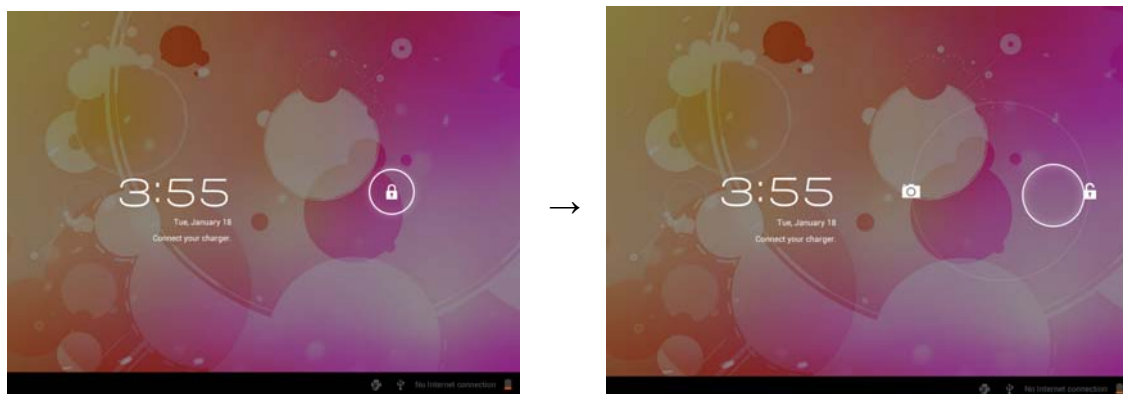 3:55
Tue, January 18
Connect your charger.
No Internet connection
→
3:55
Tue, January 18
Connect your charger.
No Internet connection